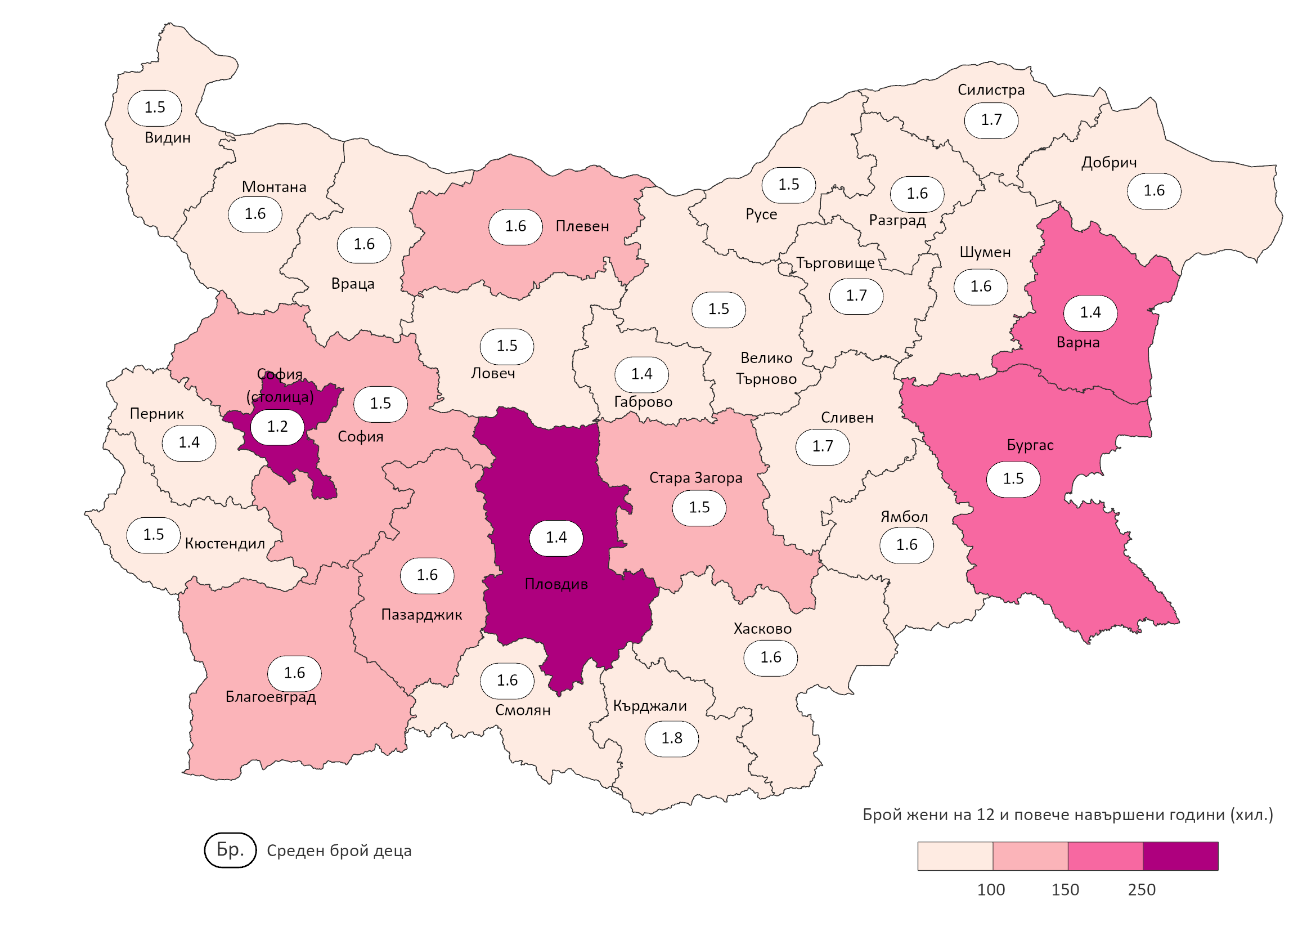 Силистра
1.7
1.5
Видин
Добрич
1.6
Монтана
1.6
1.5
Русе
1.6
Разград
1.6
Плевен
1.6
Враца
Шумен
1.6
Търговище
1.7
1.5
1.4
Варна
1.5
Ловеч
Велико
Търново
1.4
Габрово
София
(столица)
1.2
1.5
София
Перник
1.4
Сливен
1.7
Бургас
1.5
Стара Загора
1.5
Ямбол
1.6
1.5
Кюстендил
1.4
Пловдив
1.6
Пазарджик
Хасково
1.6
1.6
Благоевград
1.6
Смолян
Кърджали
1.8
Брой жени на 12 и повече навършени години (хил.)
100 150 250
Бр. Среден брой деца